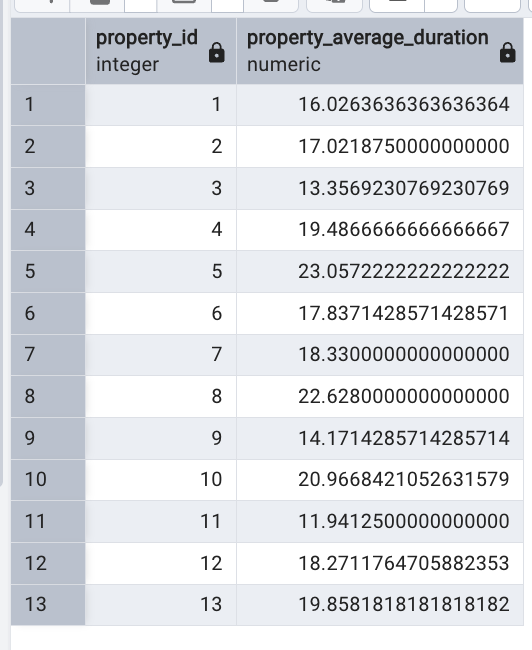 property_id property_average_duration
integer numeric
1 1 16.0263636363636364
2 2 17.0218750000000000
3 3 13.3569230769230769
4 4 19.4866666666666667
5 5 23.0572222222222222
6 6 17.8371428571428571
7 7 18.3300000000000000
8 8 22.6280000000000000
9 9 14.1714285714285714
10 10 20.9668421052631579
11 11 11.9412500000000000
12 12 18.2711764705882353
13 13 19.8581818181818182